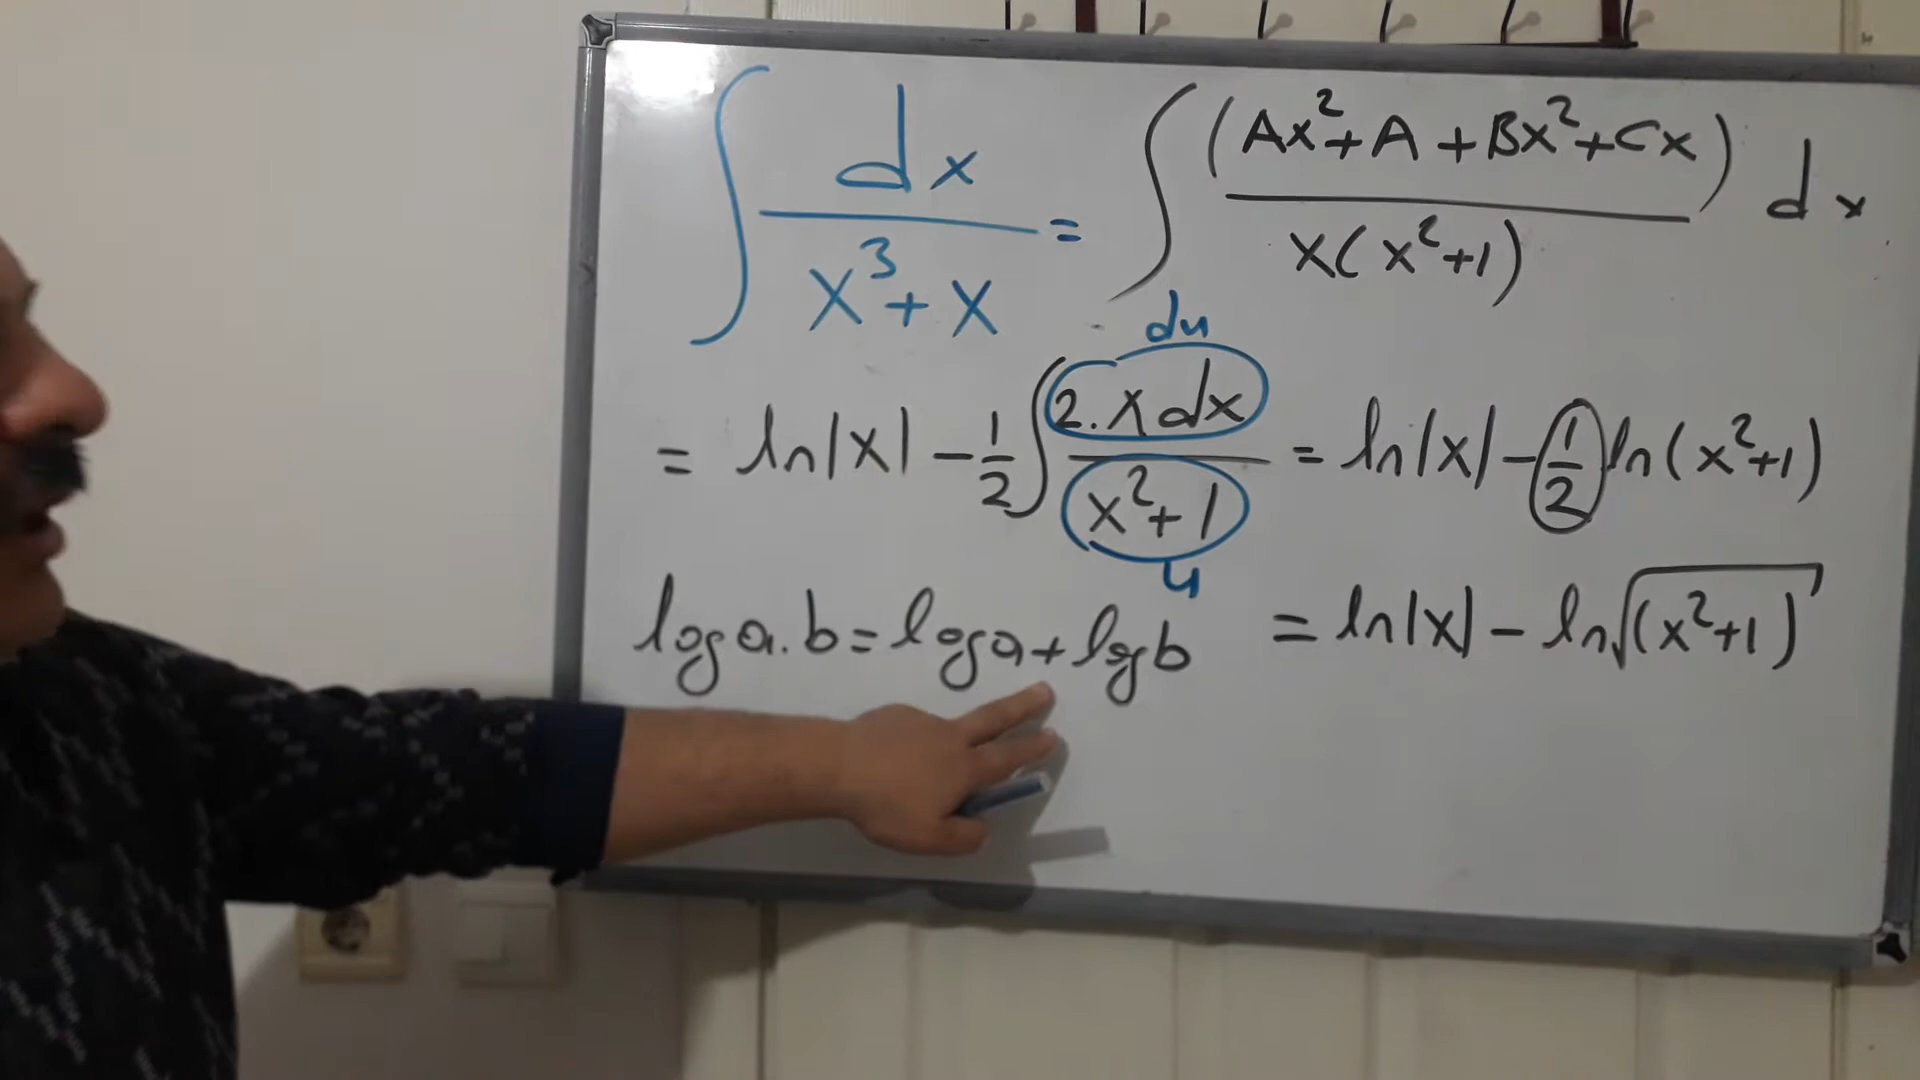 ∫ dx / (x³ + x) = ∫ (Ax² + A + Bx² + Cx) / x(x² + 1) dx
= ln|x| − 1/2 ∫ 2.x dx / (x² + 1) = ln|x| − 1/2 ln(x² + 1)
du
u
log a.b = log a + log b
= ln|x| − ln√(x² + 1)